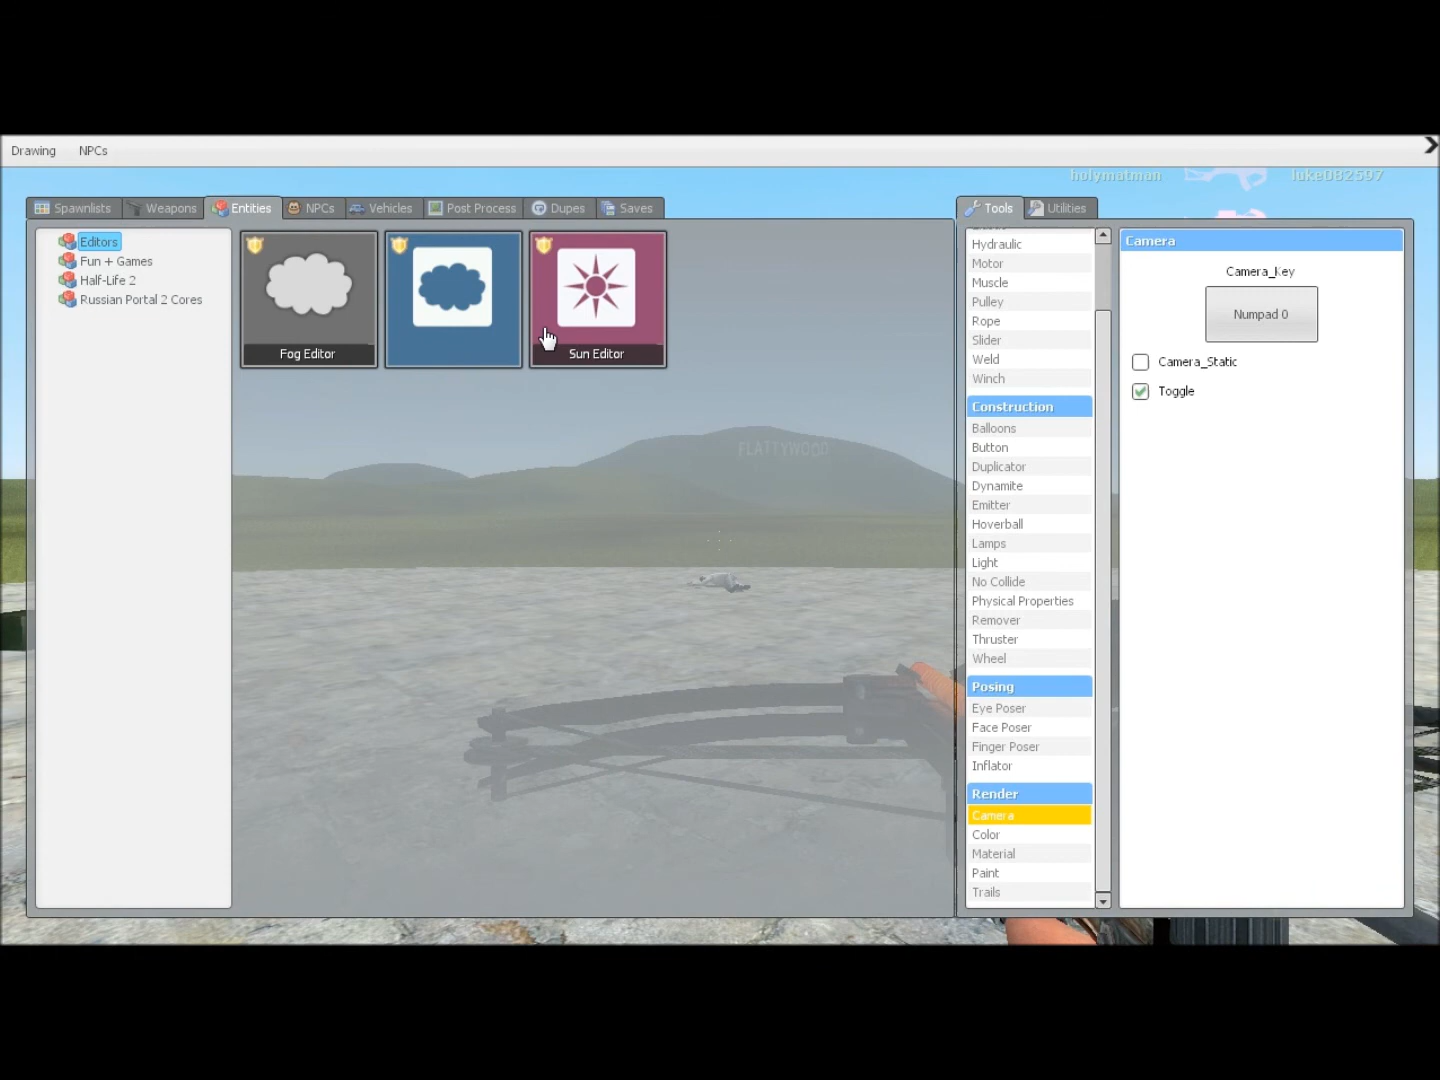 Drawing NPCs
holymatman luke082597
Spawnlists Weapons Entities NPCs Vehicles Post Process Dupes Saves
Tools Utilities
Editors
Fun + Games
Half-Life 2
Russian Portal 2 Cores
Fog Editor
Sun Editor
FLATTYWOOD
Hydraulic
Motor
Muscle
Pulley
Rope
Slider
Weld
Winch
Construction
Balloons
Button
Duplicator
Dynamite
Emitter
Hoverball
Lamps
Light
No Collide
Physical Properties
Remover
Thruster
Wheel
Posing
Eye Poser
Face Poser
Finger Poser
Inflator
Render
Camera
Color
Material
Paint
Trails
Camera
Camera_Key
Numpad 0
Camera_Static
Toggle